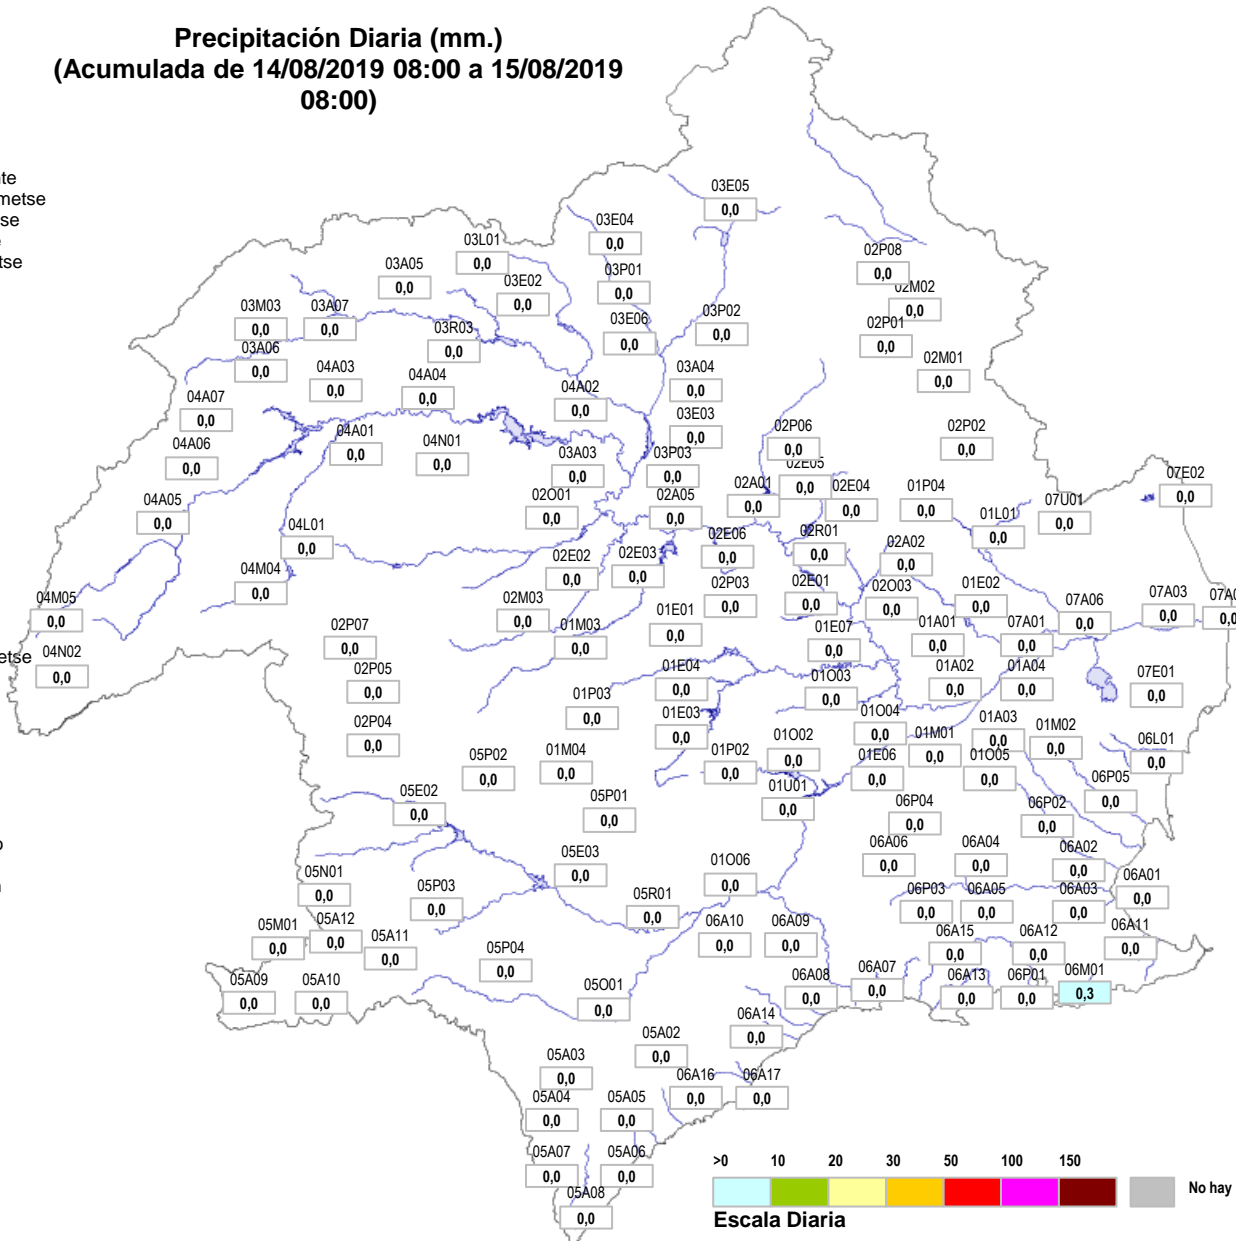 Precipitación Diaria (mm.)
(Acumulada de 14/08/2019 08:00 a 15/08/2019
08:00)
03E05
0,0
03E04
0,0
03L01
0,0
02P08
0,0
03A05
0,0
03P01
0,0
03E02
0,0
02M02
0,0
03M03
0,0
03A07
0,0
03E06
0,0
03P02
0,0
02P01
0,0
03R03
0,0
03A06
0,0
02M01
0,0
04A03
0,0
04A04
0,0
03A04
0,0
04A02
0,0
04A07
0,0
03E03
0,0
04A01
0,0
02P06
0,0
02P02
0,0
04A06
0,0
04N01
0,0
03A03
0,0
03P03
0,0
02E05
0,0
07E02
0,0
02A01
0,0
02E04
0,0
01P04
0,0
04A05
0,0
02O01
0,0
02A05
0,0
07U01
0,0
01L01
0,0
04L01
0,0
02E06
0,0
02R01
0,0
02A02
0,0
02E02
0,0
02E03
0,0
04M04
0,0
02P03
0,0
02E01
0,0
02O03
0,0
01E02
0,0
07A03
0,0
07A0
0,0
04M05
0,0
02M03
0,0
01E01
0,0
07A06
0,0
02P07
0,0
01M03
0,0
01E07
0,0
01A01
0,0
07A01
0,0
etse
04N02
0,0
02P05
0,0
01E04
0,0
01O03
0,0
01A02
0,0
01A04
0,0
07E01
0,0
01P03
0,0
02P04
0,0
01E03
0,0
01O04
0,0
01A03
0,0
01M02
0,0
01M01
0,0
01O02
0,0
06L01
0,0
05P02
0,0
01M04
0,0
01P02
0,0
01E06
0,0
01O05
0,0
06P05
0,0
05E02
0,0
05P01
0,0
01U01
0,0
06P04
0,0
06P02
0,0
05E03
0,0
01O06
0,0
06A06
0,0
06A04
0,0
06A02
0,0
05N01
0,0
05P03
0,0
05R01
0,0
06P03
0,0
06A05
0,0
06A03
0,0
06A01
0,0
05M01
0,0
05A12
0,0
05A11
0,0
06A10
0,0
06A09
0,0
06A15
0,0
06A12
0,0
06A11
0,0
05P04
0,0
05A09
0,0
05A10
0,0
05O01
0,0
06A08
0,0
06A07
0,0
06A13
0,0
06P01
0,0
06M01
0,3
06A14
0,0
05A02
0,0
05A03
0,0
06A16
0,0
06A17
0,0
05A04
0,0
05A05
0,0
05A07
0,0
05A06
0,0
05A08
0,0
>0 10 20 30 50 100 150
No hay
Escala Diaria